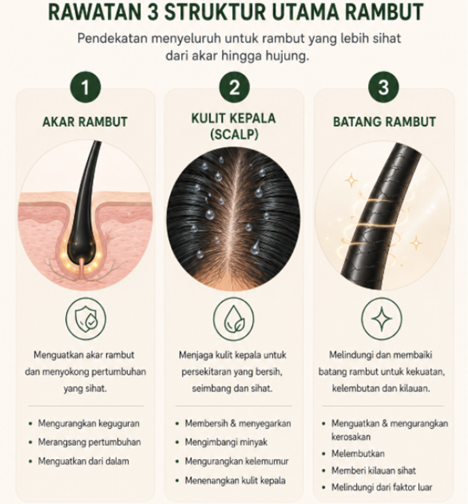 RAWATAN 3 STRUKTUR UTAMA RAMBUT
Pendekatan menyeluruh untuk rambut yang lebih sihat
dari akar hingga hujung.
1
AKAR RAMBUT
Menguatkan akar rambut
dan menyokong pertumbuhan
yang sihat.
• Mengurangkan keguguran
• Merangsang pertumbuhan
• Menguatkan dari dalam
2
KULIT KEPALA
(SCALP)
Menjaga kulit kepala untuk
persekitaran yang bersih,
seimbang dan sihat.
• Membersih & menyegarkan
• Mengimbangi minyak
• Mengurangkan kelemumur
• Menenangkan kulit kepala
3
BATANG RAMBUT
Melindungi dan membaiki
batang rambut untuk kekuatan,
kelembutan dan kilauan.
• Menguatkan & mengurangkan
kerosakan
• Melembutkan
• Memberi kilauan sihat
• Melindungi dari faktor luar